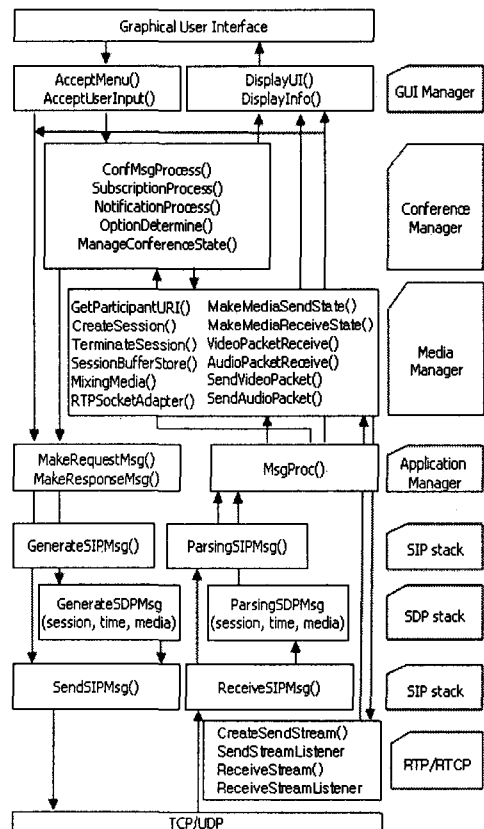 Graphical User Interface
AcceptMenu()
AcceptUserInput()
DisplayUI()
DisplayInfo()
GUI Manager
ConfMsgProcess()
SubscriptionProcess()
NotificationProcess()
OptionDetermine()
ManageConferenceState()
Conference
Manager
GetParticipantURI()
CreateSession()
TerminateSession()
SessionBufferStore()
MixingMedia()
RTPSocketAdapter()
MakeMediaSendState()
MakeMediaReceiveState()
VideoPacketReceive()
AudioPacketReceive()
SendVideoPacket()
SendAudioPacket()
Media
Manager
MakeRequestMsg()
MakeResponseMsg()
MsgProc()
Application
Manager
GenerateSIPMsg()
ParsingSIPMsg()
SIP stack
GenerateSDPMsg
(session, time, media)
ParsingSDPMsg
(session, time, media)
SDP stack
SendSIPMsg()
ReceiveSIPMsg()
SIP stack
CreateSendStream()
SendStreamListener
ReceiveStream()
ReceiveStreamListener
RTP/RTCP
TCP/UDP